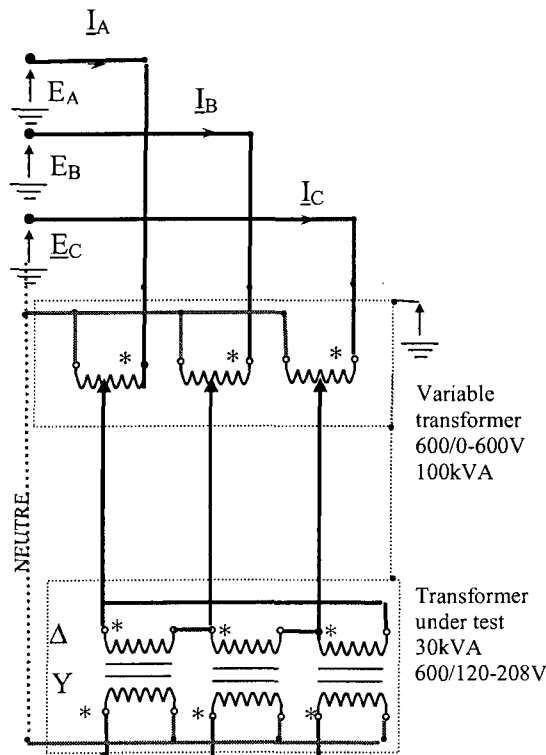 I_A
E_A
I_B
E_B
I_C
E_C
* * *
Variable
transformer
600/0-600V
100kVA
NEUTRE
Transformer
under test
30kVA
600/120-208V
Δ * * *
Y
* * *